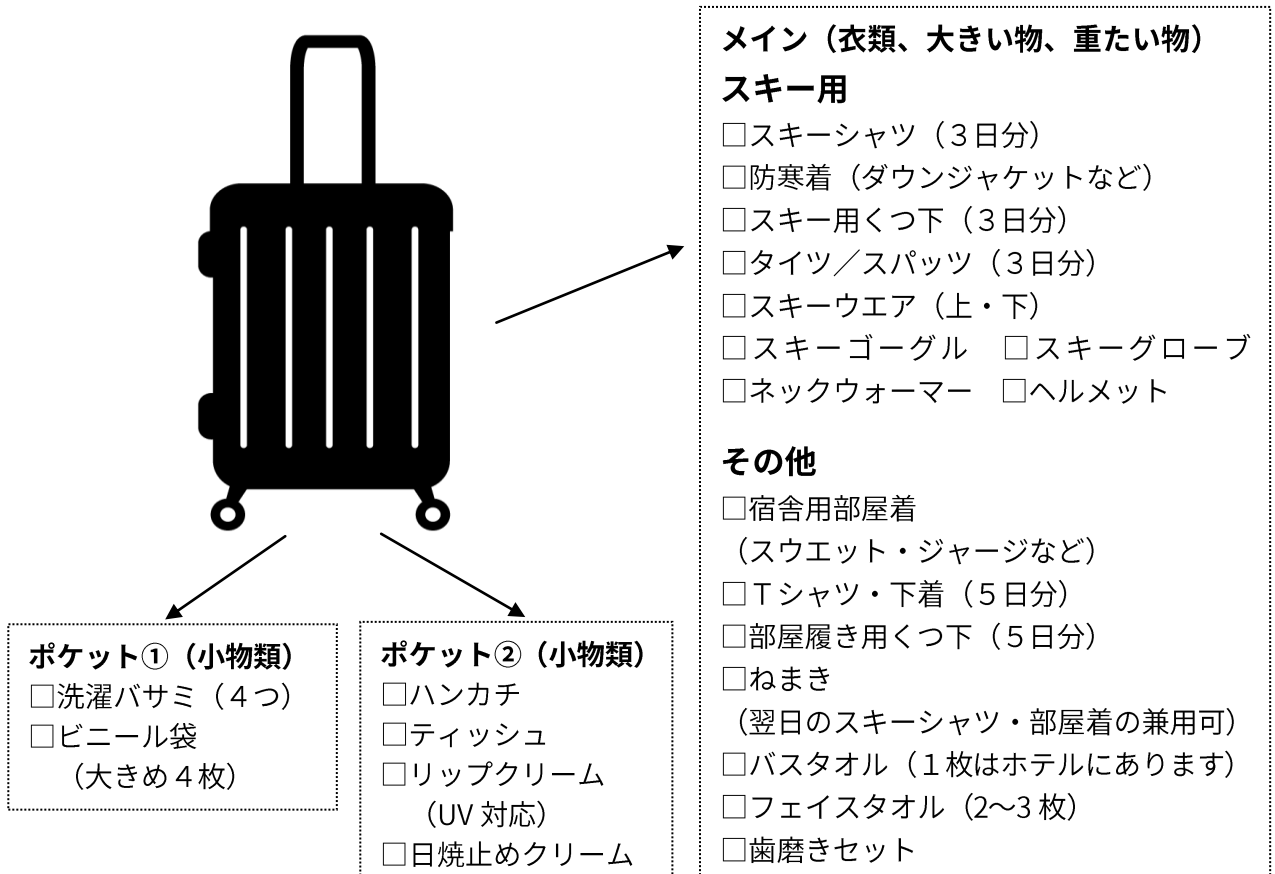 メイン（衣類、大きい物、重たい物）
スキー用
□スキーシャツ（３日分）
□防寒着（ダウンジャケットなど）
□スキー用くつ下（３日分）
□タイツ／スパッツ（３日分）
□スキーウエア（上・下）
□スキーゴーグル　□スキーグローブ
□ネックウォーマー　□ヘルメット
その他
□宿舎用部屋着
（スウエット・ジャージなど）
□Ｔシャツ・下着（５日分）
□部屋履き用くつ下（５日分）
□ねまき
（翌日のスキーシャツ・部屋着の兼用可）
□バスタオル（１枚はホテルにあります）
□フェイスタオル（2～3 枚）
□歯磨きセット
ポケット①（小物類）
□洗濯バサミ（４つ）
□ビニール袋
（大きめ４枚）
ポケット②（小物類）
□ハンカチ
□ティッシュ
□リップクリーム
（UV 対応）
□日焼止めクリーム